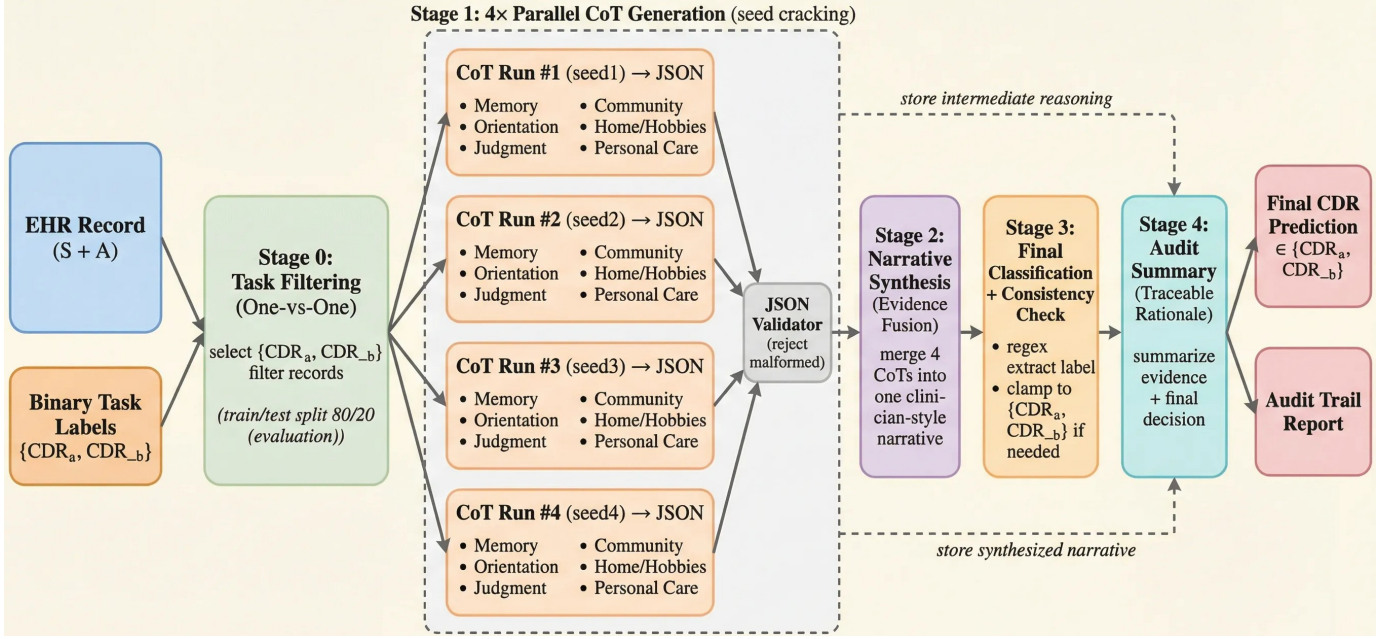 Stage 1: 4× Parallel CoT Generation (seed cracking)
EHR Record
(S + A)
Binary Task
Labels
{CDRₐ, CDR_b}
Stage 0:
Task Filtering
(One-vs-One)
select {CDRₐ, CDR_b}
filter records
(train/test split 80/20
(evaluation))
CoT Run #1 (seed1) → JSON
• Memory • Community
• Orientation • Home/Hobbies
• Judgment • Personal Care
CoT Run #2 (seed2) → JSON
• Memory • Community
• Orientation • Home/Hobbies
• Judgment • Personal Care
CoT Run #3 (seed3) → JSON
• Memory • Community
• Orientation • Home/Hobbies
• Judgment • Personal Care
CoT Run #4 (seed4) → JSON
• Memory • Community
• Orientation • Home/Hobbies
• Judgment • Personal Care
JSON
Validator
(reject
malformed)
store intermediate reasoning
Stage 2:
Narrative
Synthesis
(Evidence
Fusion)
merge 4
CoTs into
one clini-
cian-style
narrative
Stage 3:
Final
Classification
+ Consistency
Check
• regex
extract label
• clamp to
{CDRₐ,
CDR_b} if
needed
Stage 4:
Audit
Summary
(Traceable
Rationale)
summarize
evidence
+ final
decision
store synthesized narrative
Final CDR
Prediction
∈ {CDRₐ,
CDR_b}
Audit Trail
Report